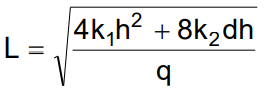 L = √((4k₁h² + 8k₂dh) / q)